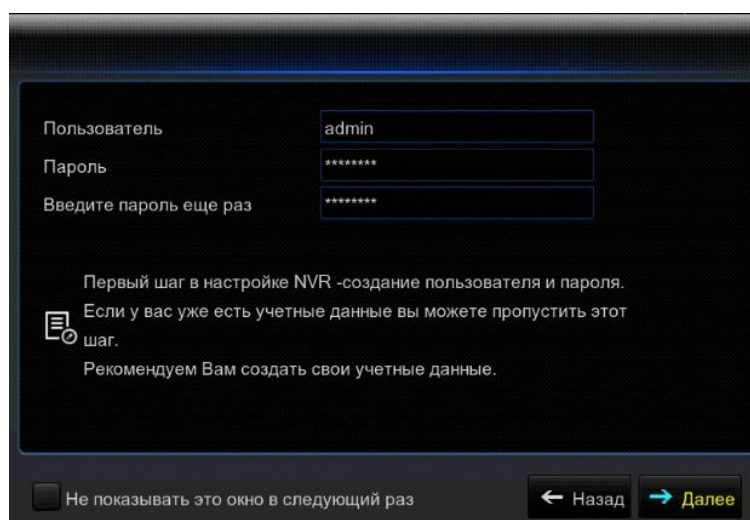 Пользователь admin
Пароль ********
Введите пароль еще раз ********
Первый шаг в настройке NVR -создание пользователя и пароля.
Если у вас уже есть учетные данные вы можете пропустить этот
шаг.
Рекомендуем Вам создать свои учетные данные.
Не показывать это окно в следующий раз Назад Далее